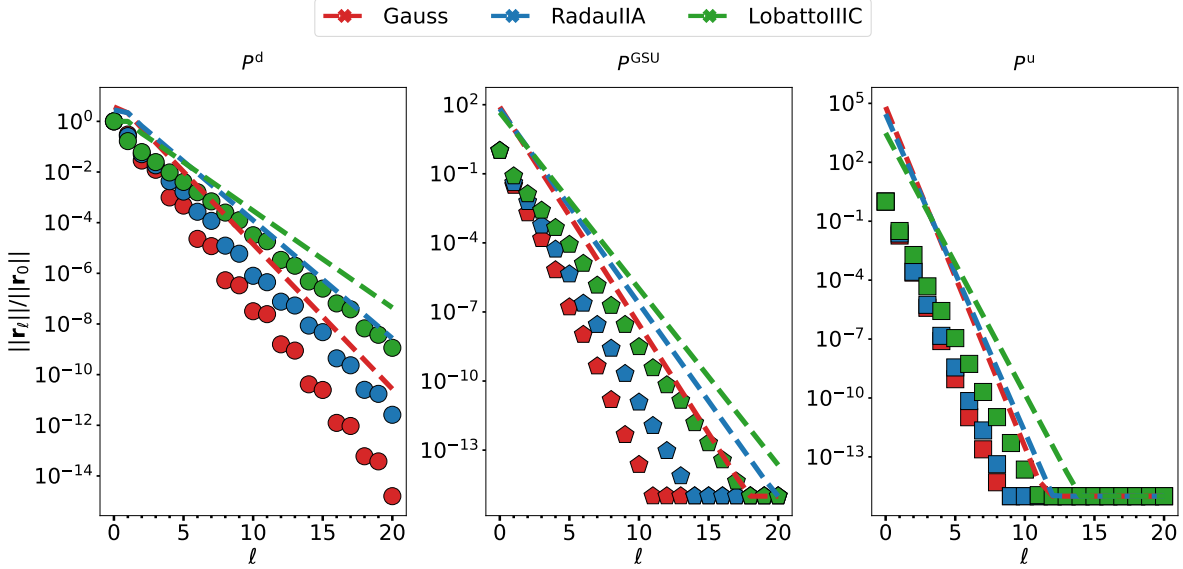 Gauss RadauIIA LobattoIIIC
P^d
P^GSU
P^u
||r_ℓ||/||r_0||
10^0
10^−2
10^−4
10^−6
10^−8
10^−10
10^−12
10^−14
0 5 10 15 20
ℓ
10^2
10^−1
10^−4
10^−7
10^−10
10^−13
0 5 10 15 20
ℓ
10^5
10^2
10^−1
10^−4
10^−7
10^−10
10^−13
0 5 10 15 20
ℓ